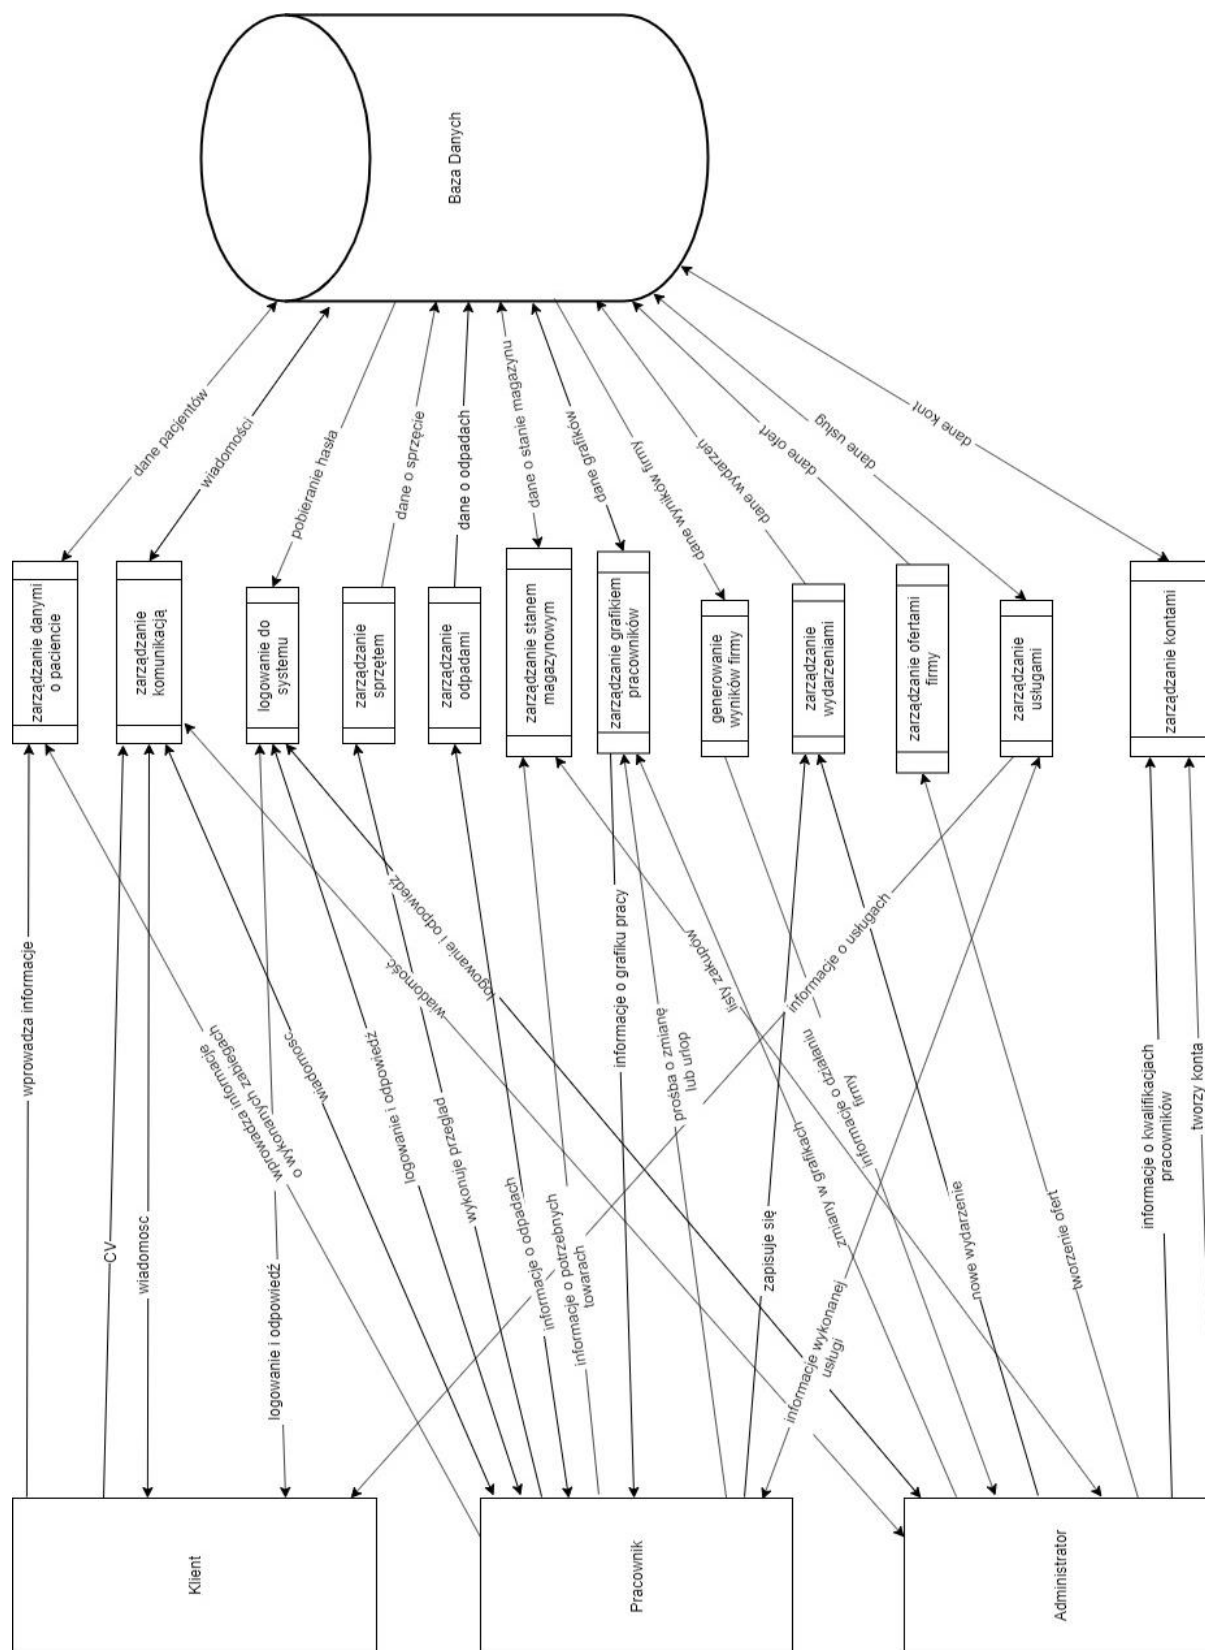 Baza Danych
dane pacjentów
wiadomości
pobieranie hasła
dane o sprzęcie
dane o odpadach
dane o stanie magazynu
dane grafików
dane wyników firmy
dane wydarzeń
dane ofert
dane usług
dane kont
zarządzanie danymi
o paciencie
zarządzanie
komunikacją
logowanie do
systemu
zarządzanie
sprzętem
zarządzanie
odpadami
zarządzanie stanem
magazynowym
zarządzanie grafikiem
pracowników
generowanie
wyników firmy
zarządzanie
wydarzeniami
zarządzanie ofertami
firmy
zarządzanie
usługami
zarządzanie kontami
wprowadza informacje
CV
wiadomosc
wprowadza informacje
o wykonanych zabiegach
logowanie i odpowiedź
wiadomosc
logowanie i odpowiedź
wykonuje przegląd
wiadomość
logowanie i odpowiedź
informacje o odpadach
informacje o potrzebnych
towarach
informacje o grafiku pracy
prośba o zmianę
lub urlop
listy zakupów
zapisuje się
informacje o usługach
informacje o działaniu
firmy
zmiany w grafikach
informacje wykonanej
usługi
nowe wydarzenie
tworzenie ofert
informacje o kwalifikacjach
pracowników
tworzy konta
Klient
Pracownik
Administrator